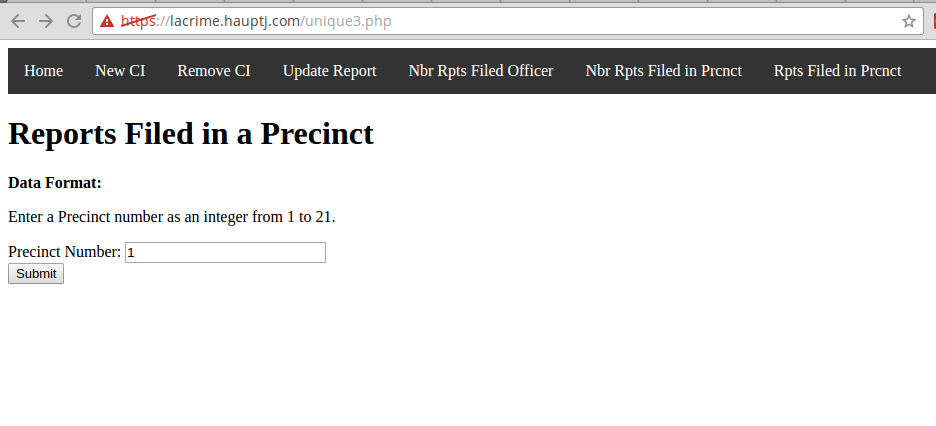 https://lacrime.hauptj.com/unique3.php
Home New CI Remove CI Update Report Nbr Rpts Filed Officer Nbr Rpts Filed in Prcnct Rpts Filed in Prcnct
Reports Filed in a Precinct
Data Format:
Enter a Precinct number as an integer from 1 to 21.
Precinct Number: 1
Submit